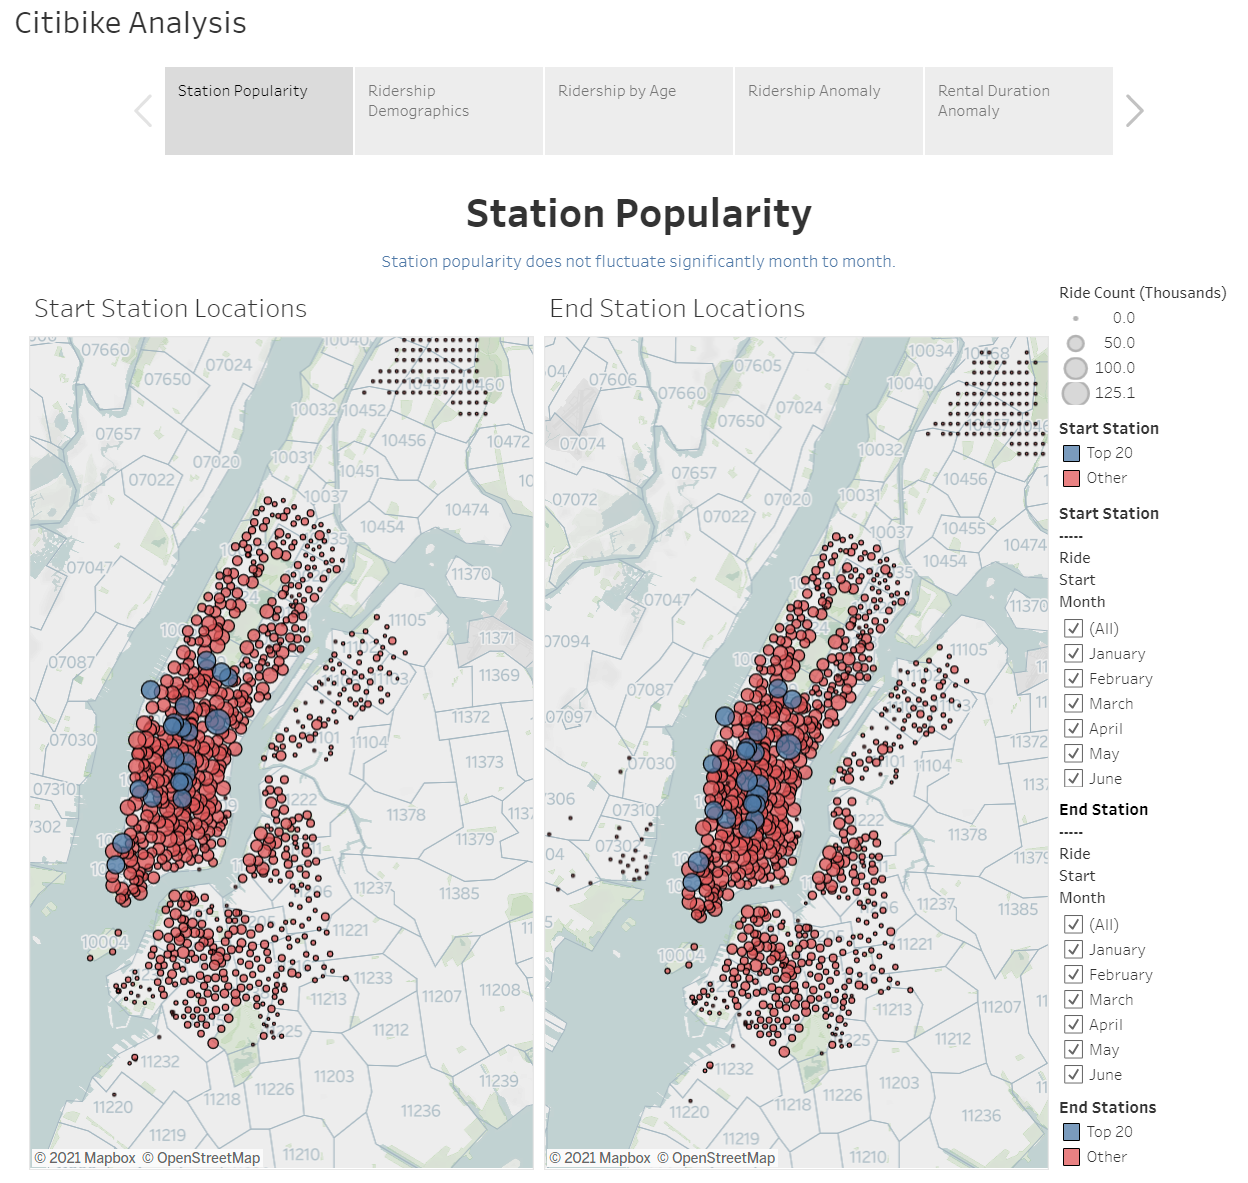 Citibike Analysis
Station Popularity
Ridership
Demographics
Ridership by Age
Ridership Anomaly
Rental Duration
Anomaly
Station Popularity
Station popularity does not fluctuate significantly month to month.
Start Station Locations
07660
07024
07650
10032
10452
07657
10456
10472
07020
10031
10451
07022
10037
10474
10454
07047
11370
11105
11371
07087
11369
11372
07030
11104
11373
07310
11378
11379
11237
11385
10004
11221
11233
11213
11207
11208
11212
11232
11203
11239
11220
11218
11236
11219
11210
© 2021 Mapbox © OpenStreetMap
End Station Locations
10034
07605
07606
07660
10040
07024
07650
07074
10032
07657
10456
07072
07020
10031
07022
10037
10455
10474
10454
07047
11370
07094
11105
07087
07097
11372
07030
11104
07310
11378
07302
11237
11385
11221
10004
11213
11207
11212
11232
11203
11226
11220
11218
11236
11219
11210
© 2021 Mapbox © OpenStreetMap
Ride Count (Thousands)
0.0
50.0
100.0
125.1
Start Station
Top 20
Other
Start Station
-----
Ride
Start
Month
(All)
January
February
March
April
May
June
End Station
-----
Ride
Start
Month
(All)
January
February
March
April
May
June
End Stations
Top 20
Other